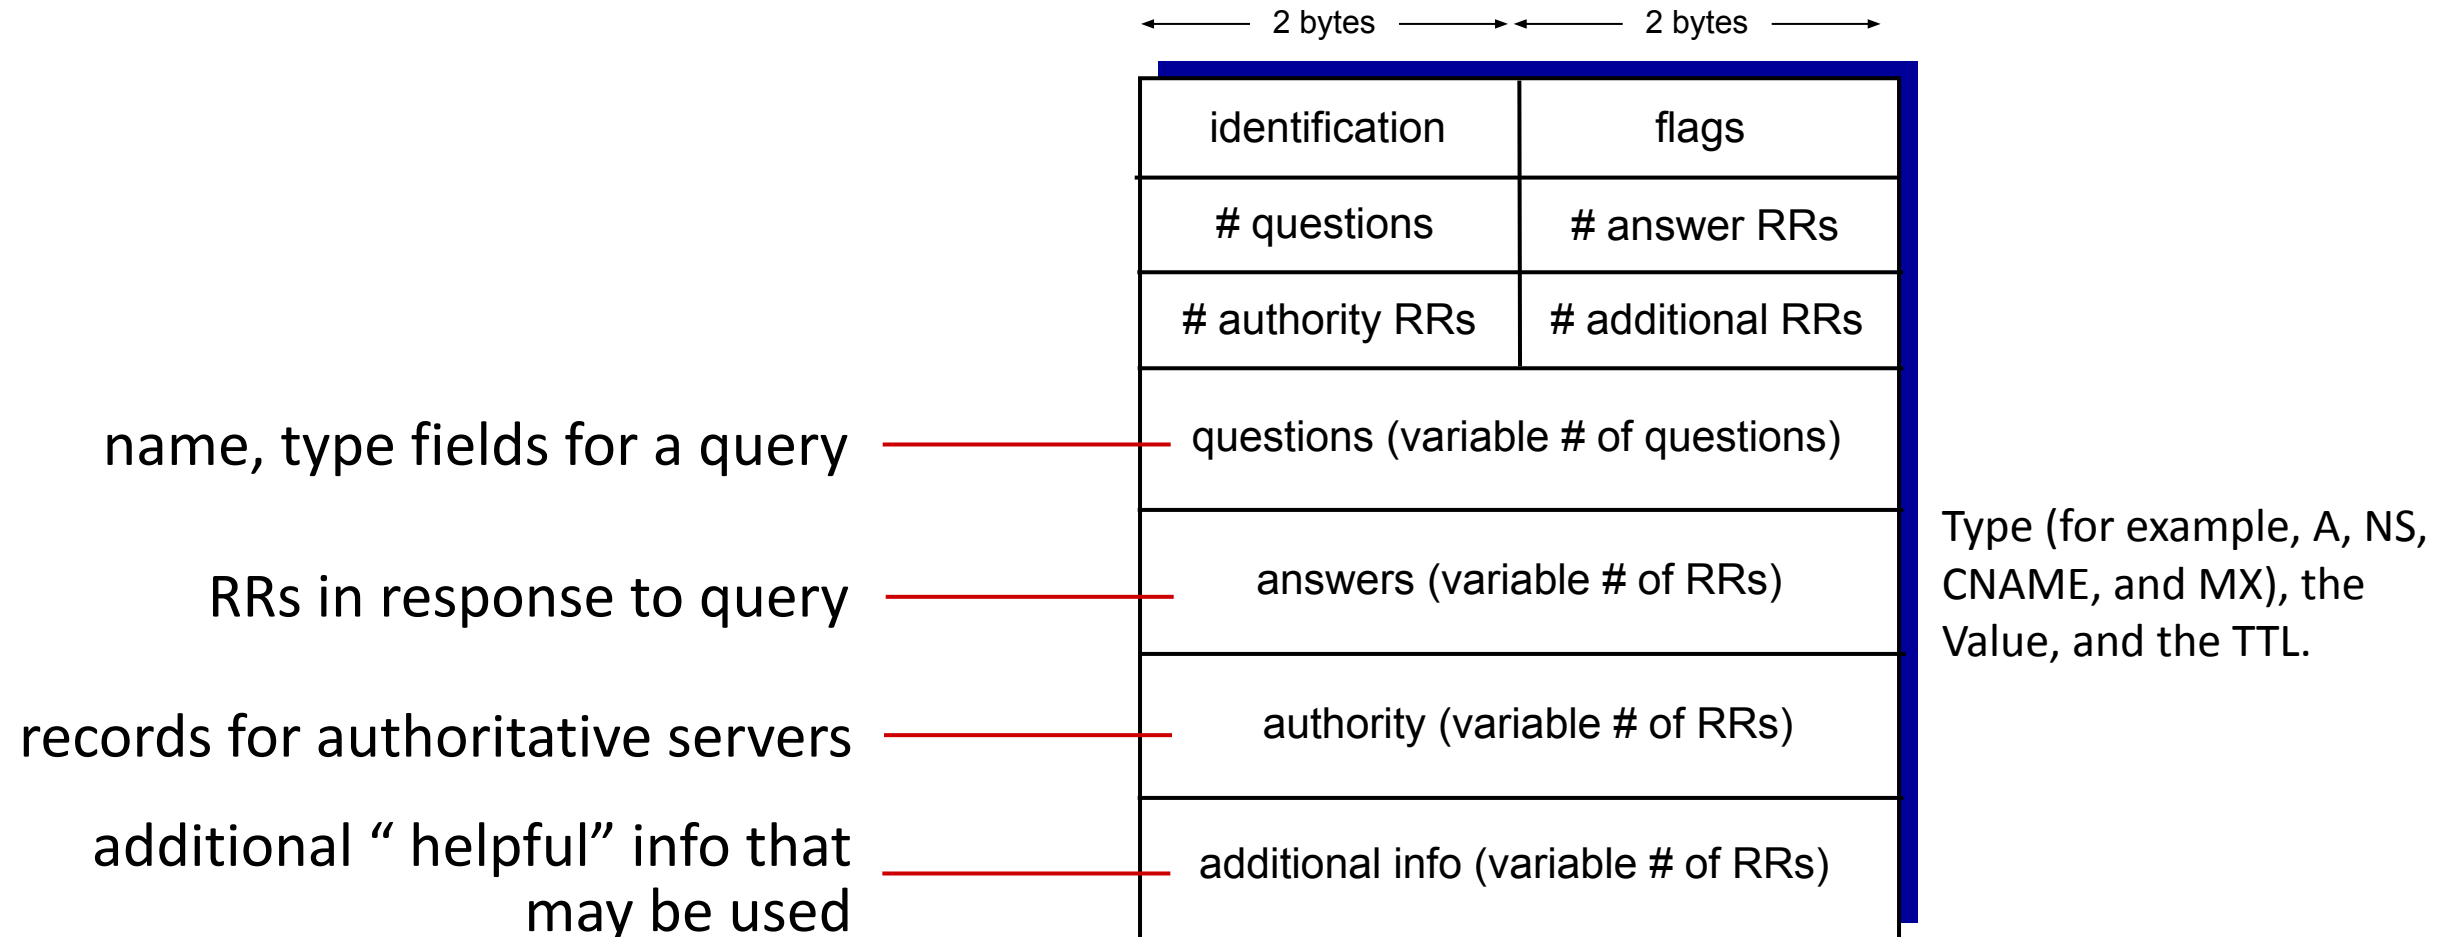 2 bytes 2 bytes
identification flags
# questions # answer RRs
# authority RRs # additional RRs
name, type fields for a query
questions (variable # of questions)
RRs in response to query
answers (variable # of RRs)
Type (for example, A, NS,
CNAME, and MX), the
Value, and the TTL.
records for authoritative servers
authority (variable # of RRs)
additional “ helpful” info that
may be used
additional info (variable # of RRs)